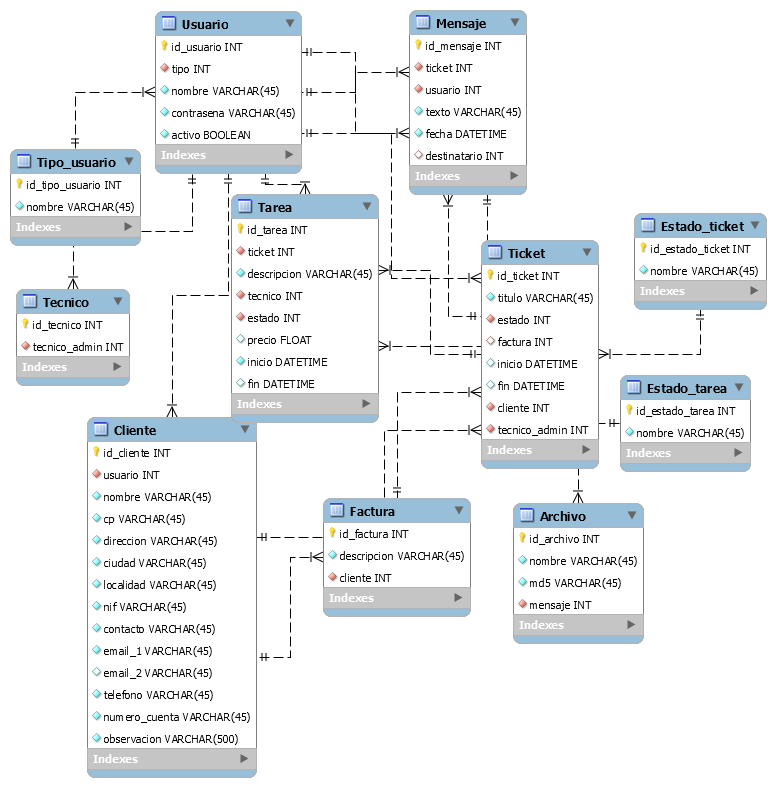 Usuario
id_usuario INT
tipo INT
nombre VARCHAR(45)
contrasena VARCHAR(45)
activo BOOLEAN
Indexes
Mensaje
id_mensaje INT
ticket INT
usuario INT
texto VARCHAR(45)
fecha DATETIME
destinatario INT
Indexes
Tipo_usuario
id_tipo_usuario INT
nombre VARCHAR(45)
Indexes
Tarea
id_tarea INT
ticket INT
descripcion VARCHAR(45)
tecnico INT
estado INT
precio FLOAT
inicio DATETIME
fin DATETIME
Indexes
Ticket
id_ticket INT
titulo VARCHAR(45)
estado INT
factura INT
inicio DATETIME
fin DATETIME
cliente INT
tecnico_admin INT
Indexes
Estado_ticket
id_estado_ticket INT
nombre VARCHAR(45)
Indexes
Tecnico
id_tecnico INT
tecnico_admin INT
Indexes
Estado_tarea
id_estado_tarea INT
nombre VARCHAR(45)
Indexes
Cliente
id_cliente INT
usuario INT
nombre VARCHAR(45)
cp VARCHAR(45)
direccion VARCHAR(45)
ciudad VARCHAR(45)
localidad VARCHAR(45)
nif VARCHAR(45)
contacto VARCHAR(45)
email_1 VARCHAR(45)
email_2 VARCHAR(45)
telefono VARCHAR(45)
numero_cuenta VARCHAR(45)
observacion VARCHAR(500)
Indexes
Factura
id_factura INT
descripcion VARCHAR(45)
cliente INT
Indexes
Archivo
id_archivo INT
nombre VARCHAR(45)
md5 VARCHAR(45)
mensaje INT
Indexes